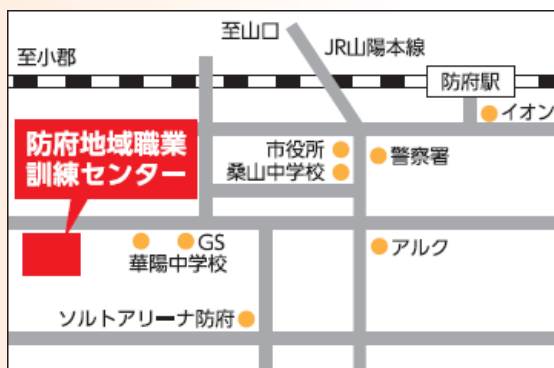 至山口
JR山陽本線
至小郡
防府駅
イオン
防府地域職業
訓練センター
市役所
桑山中学校
警察署
GS
華陽中学校
アルク
ソルトアリーナ防府